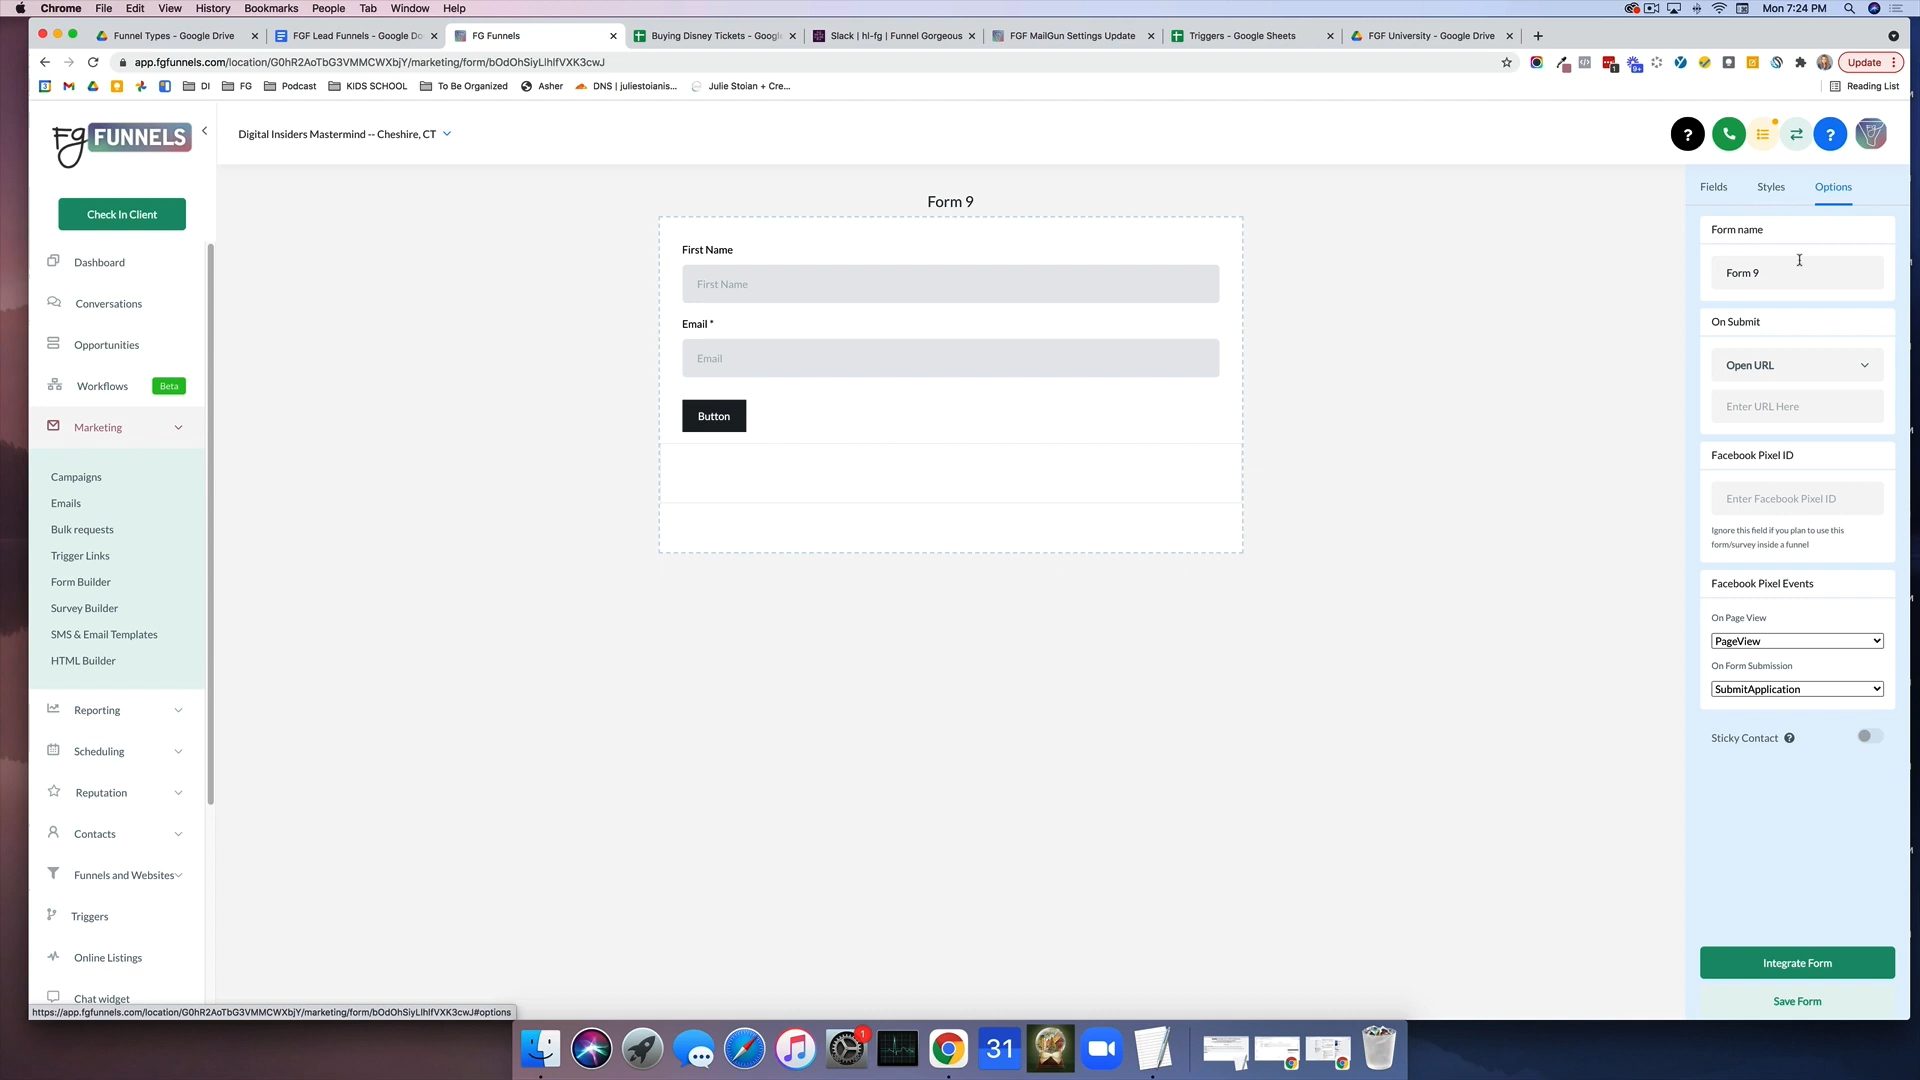 Chrome File Edit View History Bookmarks People Tab Window Help
Mon 7:24 PM
Funnel Types - Google Drive
FGF Lead Funnels - Google Do
FG Funnels
Buying Disney Tickets - Google
Slack | hl-fg | Funnel Gorgeous
FGF MailGun Settings Update
Triggers - Google Sheets
FGF University - Google Drive
app.fgfunnels.com/location/G0hR2AoTbG3VMMCWXbjY/marketing/form/bOdOhSiyLlhlfVXK3cwJ
Update
DI
FG
Podcast
KIDS SCHOOL
To Be Organized
Asher
DNS | juliestoianis...
Julie Stoian + Cre...
Reading List
Fg FUNNELS
Digital Insiders Mastermind -- Cheshire, CT
Check In Client
Dashboard
Conversations
Opportunities
Workflows Beta
Marketing
Campaigns
Emails
Bulk requests
Trigger Links
Form Builder
Survey Builder
SMS & Email Templates
HTML Builder
Reporting
Scheduling
Reputation
Contacts
Funnels and Websites
Triggers
Online Listings
Chat widget
Form 9
First Name
First Name
Email *
Email
Button
Fields Styles Options
Form name
Form 9
On Submit
Open URL
Enter URL Here
Facebook Pixel ID
Enter Facebook Pixel ID
Ignore this field if you plan to use this
form/survey inside a funnel
Facebook Pixel Events
On Page View
PageView
On Form Submission
SubmitApplication
Sticky Contact ?
Integrate Form
Save Form
https://app.fgfunnels.com/location/G0hR2AoTbG3VMMCWXbjY/marketing/form/bOdOhSiyLlhlfVXK3cwJ#options
1
31